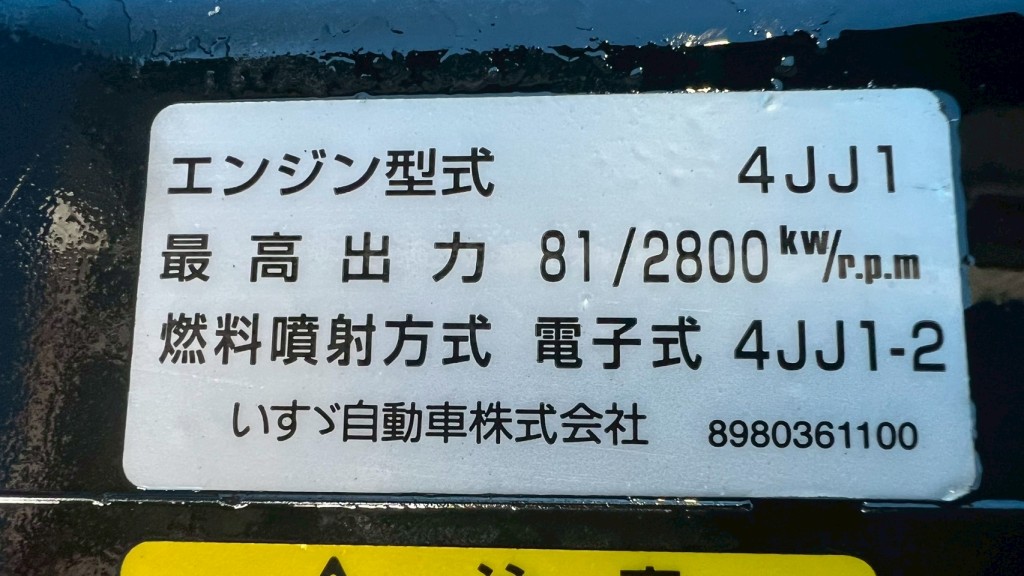 エンジン型式 4JJ1
最高出力 81/2800 kw/r.p.m
燃料噴射方式 電子式 4JJ1-2
いすゞ自動車株式会社 8980361100